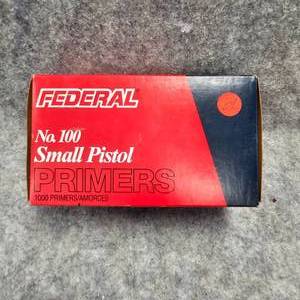 FEDERAL
No. 100
Small Pistol
PRIMERS
1000 PRIMERS/AMORCES